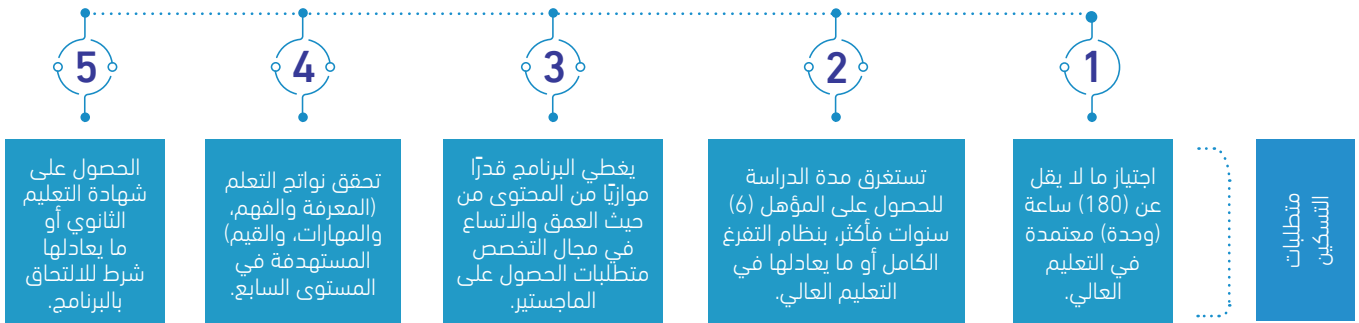 متطلبات
التسكين
1
اجتياز ما لا يقل
عن (180) ساعة
(وحدة) معتمدة
في التعليم
العالي.
2
تستغرق مدة الدراسة
للحصول على المؤهل (6)
سنوات فأكثر، بنظام التفرغ
الكامل أو ما يعادلها في
التعليم العالي.
3
يغطي البرنامج قدرًا
موازيًا من المحتوى من
حيث العمق والاتساع
في مجال التخصص
متطلبات الحصول على
الماجستير.
4
تحقق نواتج التعلم
(المعرفة والفهم،
والمهارات، والقيم)
المستهدفة في
المستوى السابع.
5
الحصول على
شهادة التعليم
الثانوي أو
ما يعادلها
شرط للالتحاق
بالبرنامج.